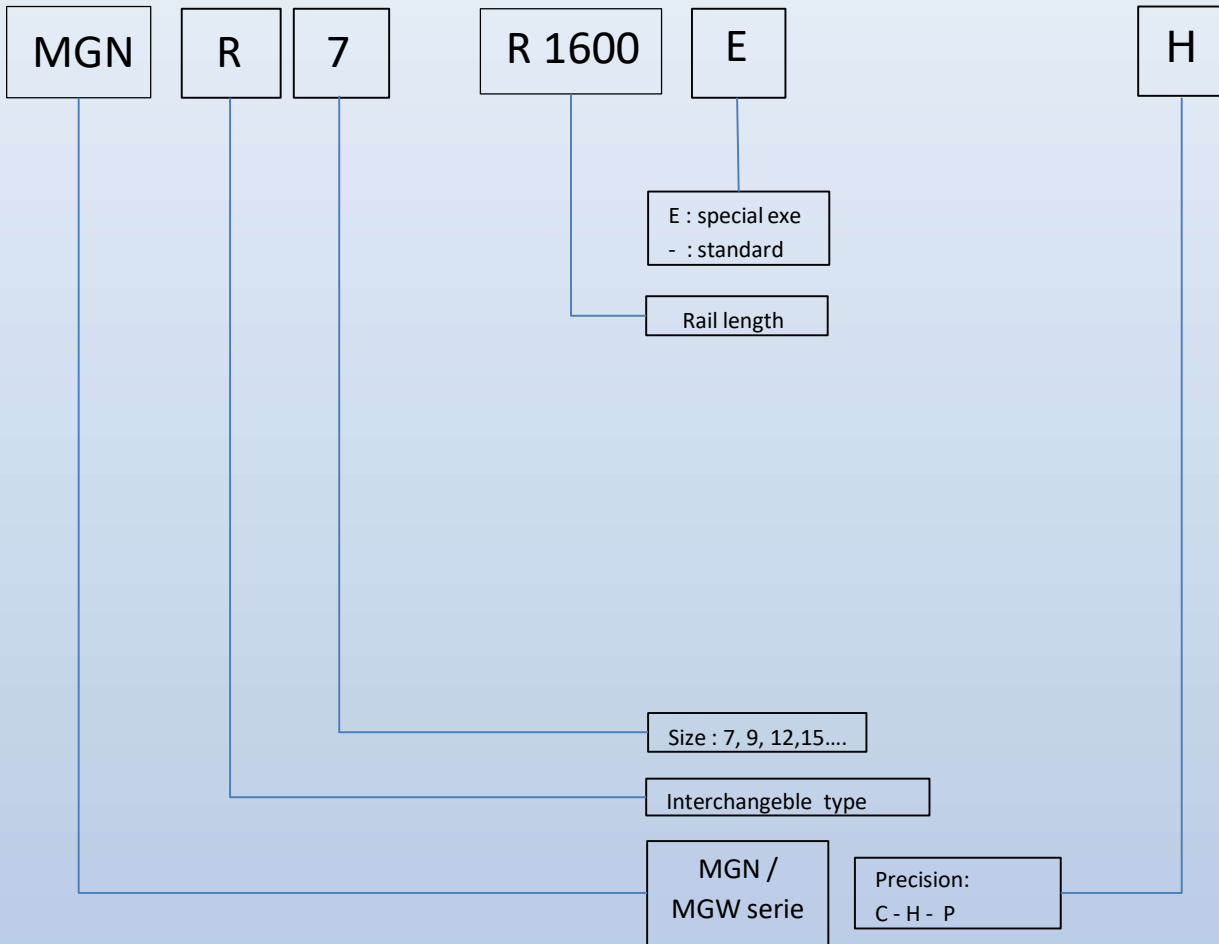 MGN R 7 R 1600 E H
E : special exe
- : standard
Rail length
Size : 7, 9, 12,15....
Interchangeble type
MGN /
MGW serie
Precision:
C - H - P